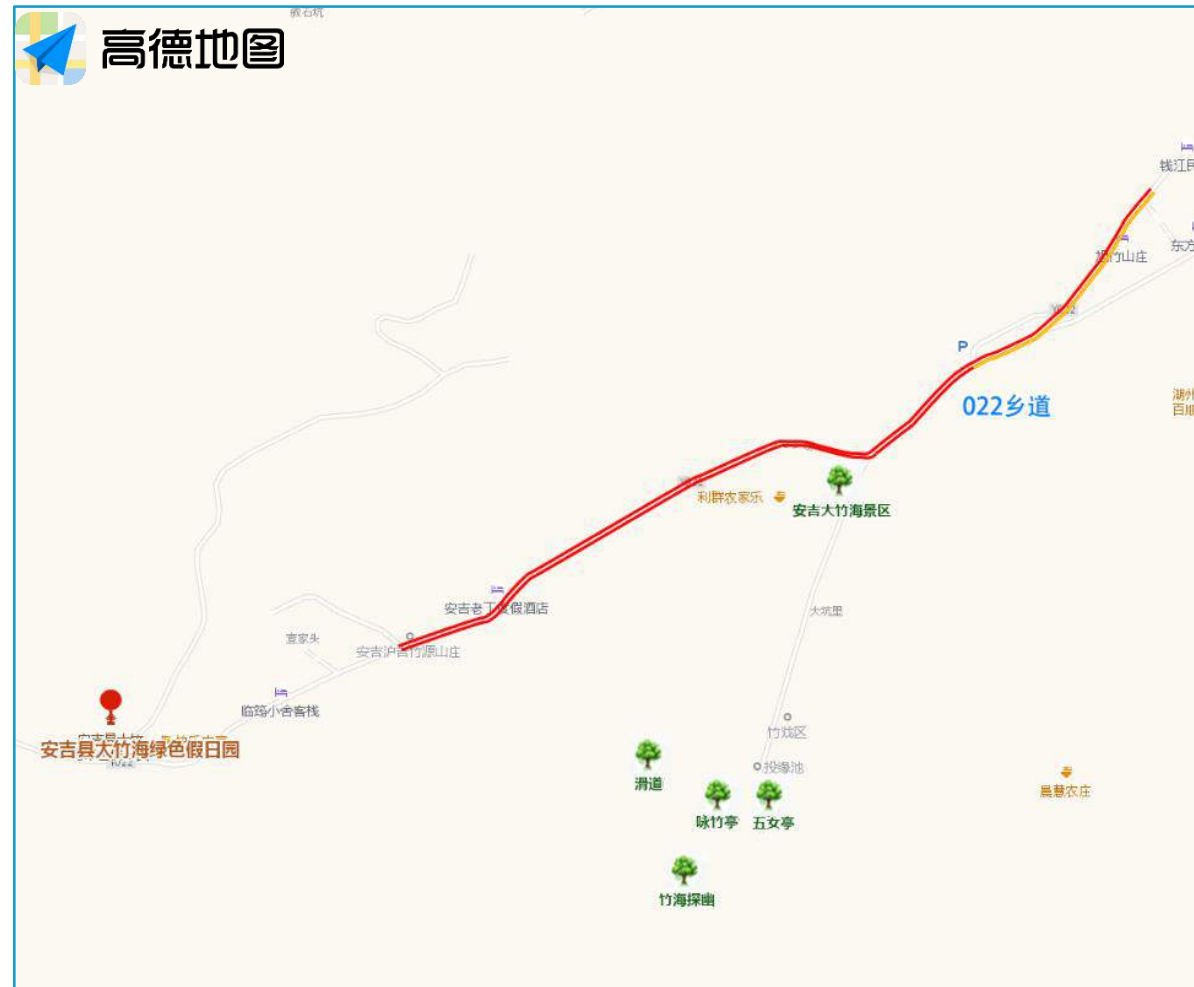 高德地图
钱江民
旭竹山庄
东方
P
022乡道
湖州
百顺
利群农家乐
安吉大竹海景区
安吉老丁度假酒店
大坑里
宣家头
安吉沪吉竹源山庄
临筠小舍客栈
竹戏区
安吉县大竹海绿色假日园
投缘池
滑道
晨慧农庄
咏竹亭
五女亭
竹海探幽